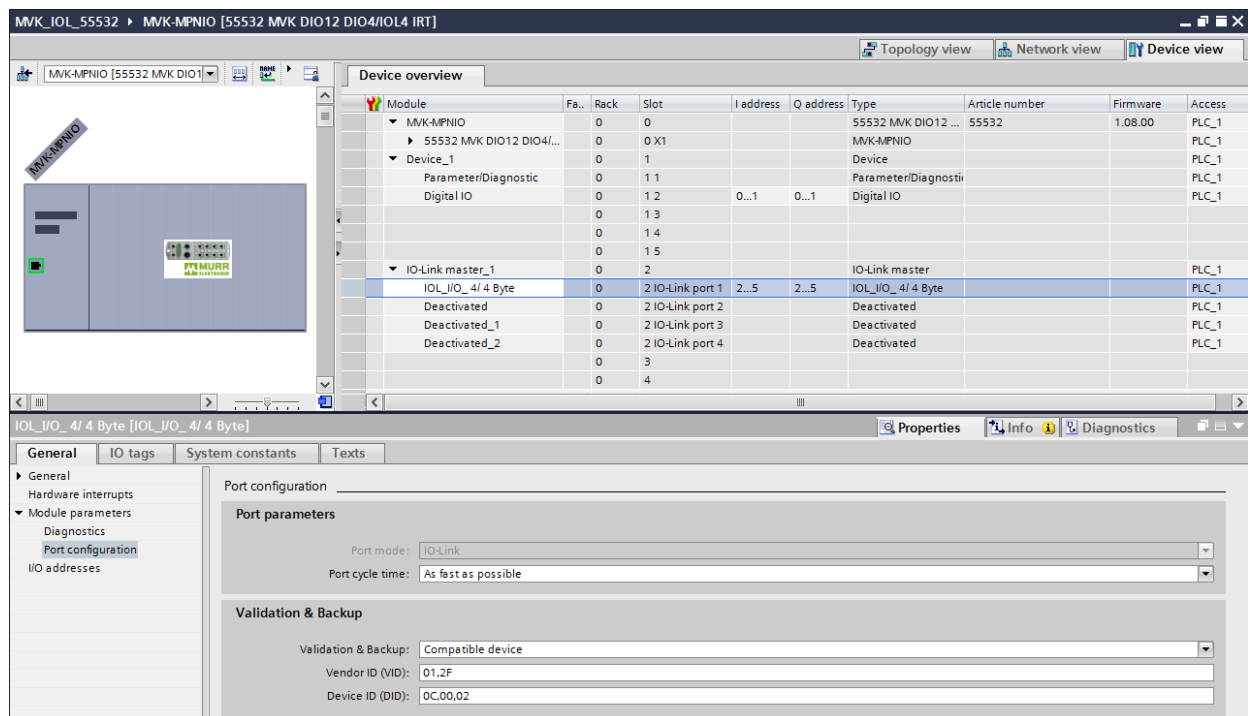 MVK_IOL_55532 ▸ MVK-MPNIO [55532 MVK DIO12 DIO4/IOL4 IRT]
Topology view Network view Device view
MVK-MPNIO [55532 MVK DIO1 Device overview
Module Fa.. Rack Slot I address Q address Type Article number Firmware Access
MVK-MPNIO 0 0 55532 MVK DIO12 ... 55532 1.08.00 PLC_1
55532 MVK DIO12 DIO4/... 0 0 X1 MVK-MPNIO PLC_1
Device_1 0 1 Device PLC_1
Parameter/Diagnostic 0 1 1 Parameter/Diagnosti PLC_1
Digital IO 0 1 2 0...1 0...1 Digital IO PLC_1
0 1 3
0 1 4
0 1 5
IO-Link master_1 0 2 IO-Link master PLC_1
IOL_I/O_ 4/ 4 Byte 0 2 IO-Link port 1 2...5 2...5 IOL_I/O_ 4/ 4 Byte PLC_1
Deactivated 0 2 IO-Link port 2 Deactivated PLC_1
Deactivated_1 0 2 IO-Link port 3 Deactivated PLC_1
Deactivated_2 0 2 IO-Link port 4 Deactivated PLC_1
0 3
0 4
MVK-MPNIO
MURR
IOL_I/O_ 4/ 4 Byte [IOL_I/O_ 4/ 4 Byte]
Properties Info Diagnostics
General IO tags System constants Texts
General
Hardware interrupts
Module parameters
Diagnostics
Port configuration
I/O addresses
Port configuration
Port parameters
Port mode: IO-Link
Port cycle time: As fast as possible
Validation & Backup
Validation & Backup: Compatible device
Vendor ID (VID): 01,2F
Device ID (DID): 0C,00,02